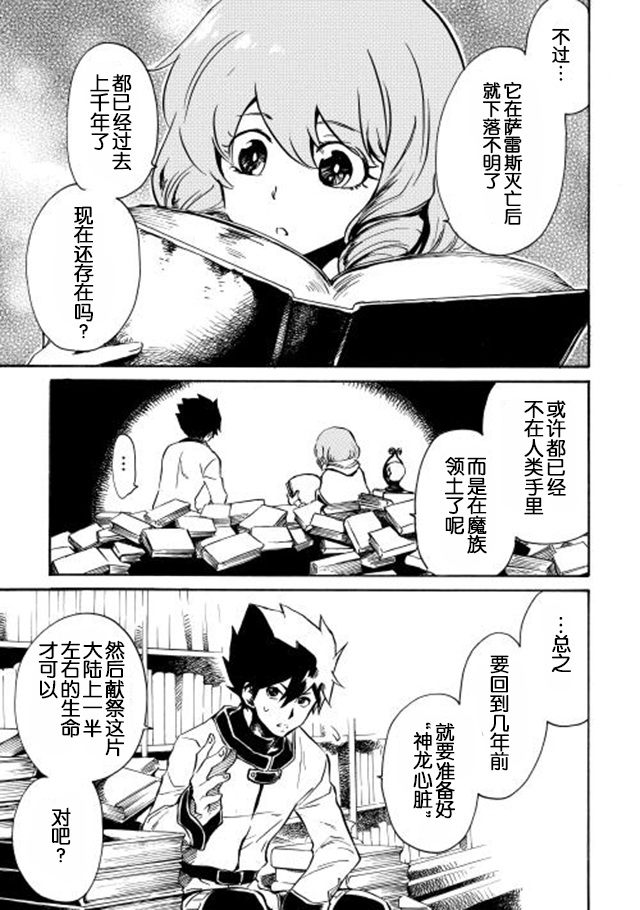 不过…
它在萨雷斯灭亡后
就下落不明了
都已经过去
上千年了
现在还存在吗？
或许都已经
不在人类手里
而是在魔族
领土了呢
…
…总之
要回到几年前
就要准备好
“神龙心脏”
然后献祭这片
大陆上一半
左右的生命
才可以
对吧？